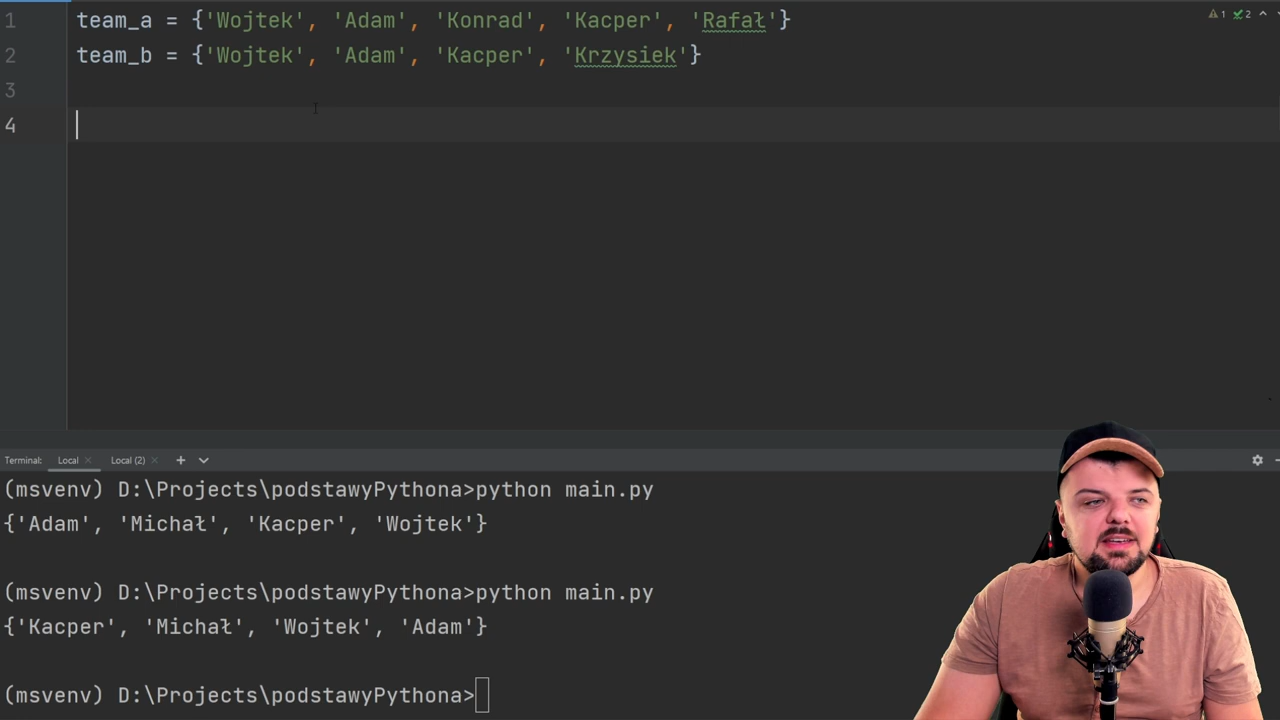 1 team_a = {'Wojtek', 'Adam', 'Konrad', 'Kacper', 'Rafał'}
1 2
2 team_b = {'Wojtek', 'Adam', 'Kacper', 'Krzysiek'}
3
4
Terminal: Local Local (2)
(msvenv) D:\Projects\podstawyPythona>python main.py
{'Adam', 'Michał', 'Kacper', 'Wojtek'}
(msvenv) D:\Projects\podstawyPythona>python main.py
{'Kacper', 'Michał', 'Wojtek', 'Adam'}
(msvenv) D:\Projects\podstawyPythona>